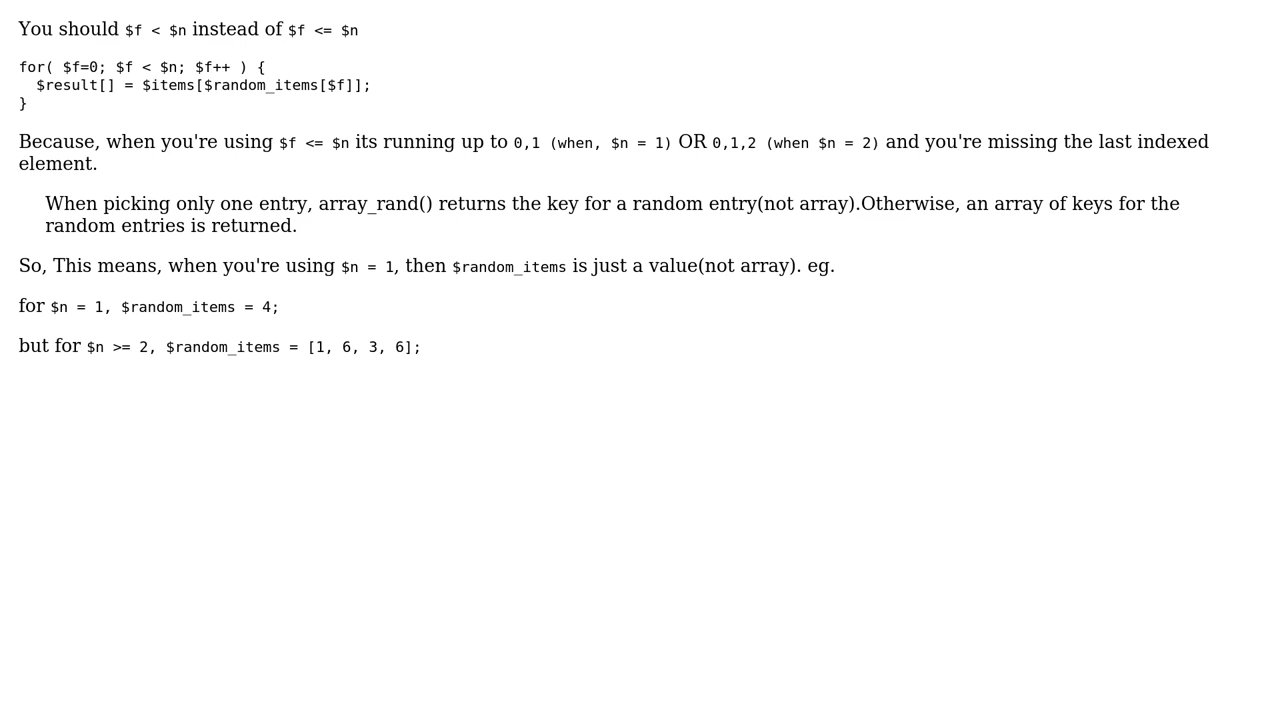 You should $f < $n instead of $f <= $n
for( $f=0; $f < $n; $f++ ) {
  $result[] = $items[$random_items[$f]];
}
Because, when you're using $f <= $n its running up to 0,1 (when, $n = 1) OR 0,1,2 (when $n = 2) and you're missing the last indexed
element.
When picking only one entry, array_rand() returns the key for a random entry(not array).Otherwise, an array of keys for the
random entries is returned.
So, This means, when you're using $n = 1, then $random_items is just a value(not array). eg.
for $n = 1, $random_items = 4;
but for $n >= 2, $random_items = [1, 6, 3, 6];